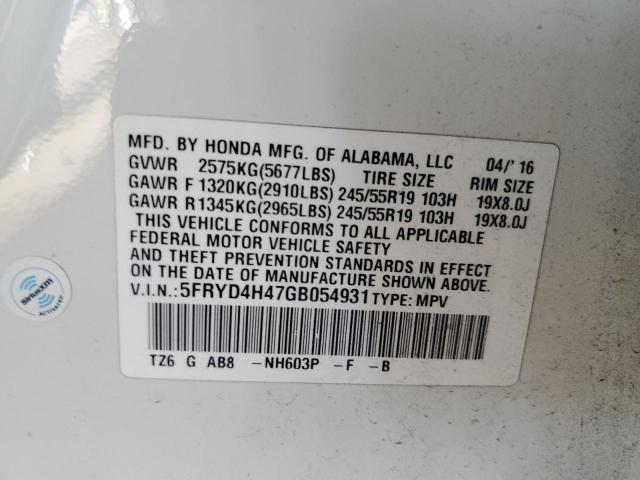 MFD. BY HONDA MFG. OF ALABAMA, LLC 04/'16
GVWR 2575KG(5677LBS) TIRE SIZE RIM SIZE
GAWR F 1320KG(2910LBS) 245/55R19 103H 19X8.0J
GAWR R 1345KG(2965LBS) 245/55R19 103H 19X8.0J
THIS VEHICLE CONFORMS TO ALL APPLICABLE
FEDERAL MOTOR VEHICLE SAFETY
AND THEFT PREVENTION STANDARDS IN EFFECT
ON THE DATE OF MANUFACTURE SHOWN ABOVE.
V.I.N.:5FRYD4H47GB054931 TYPE: MPV
TZ6 G AB8 -NH603P -F -B
SiriusXM